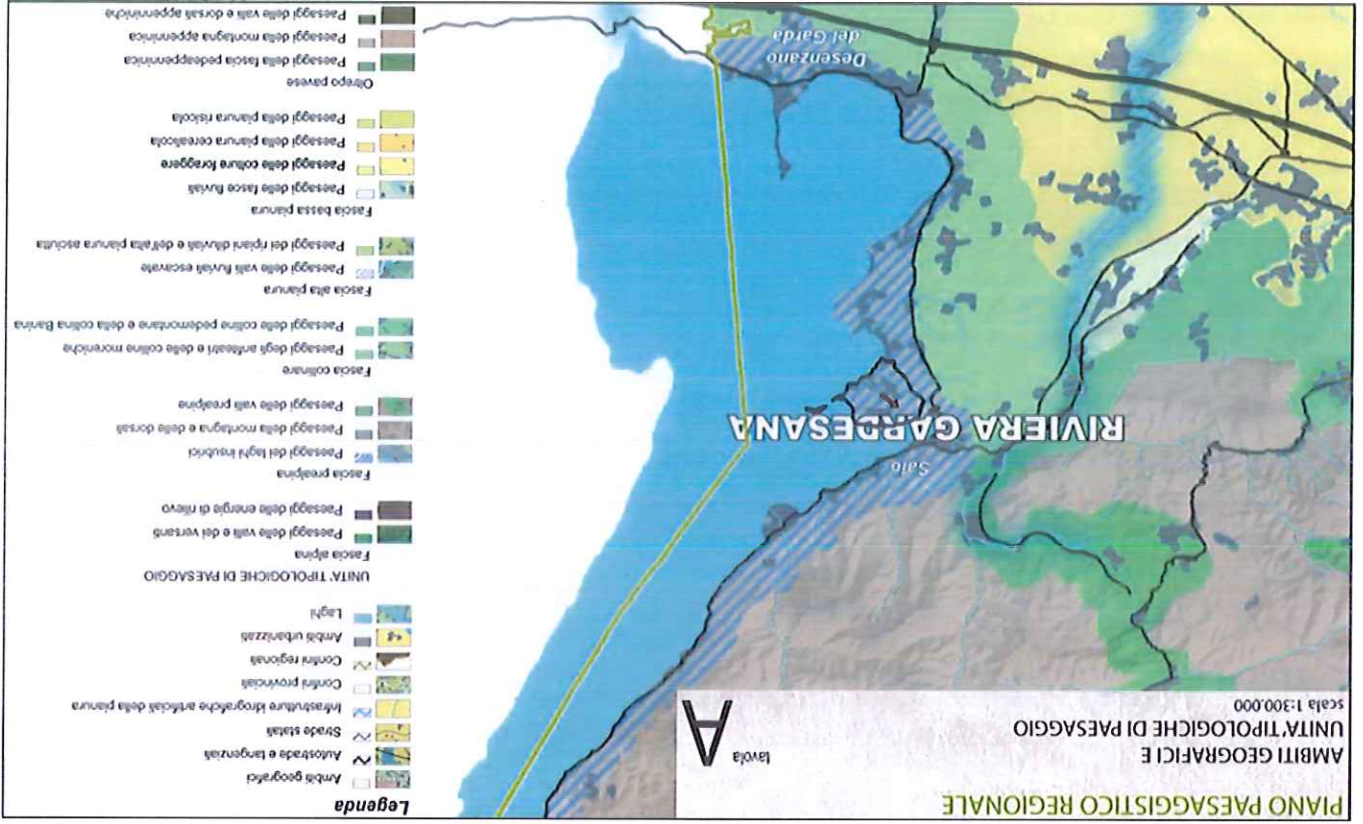 PIANO PAESAGGISTICO REGIONALE
AMBITI GEOGRAFICI E
UNITA' TIPOLOGICHE DI PAESAGGIO
scala 1:300.000
tavola
A
Salo
RIVIERA GARDESANA
Desenzano
del Garda
Legenda
Ambiti geografici
Autostrade e tangenziali
Strade statali
Infrastrutture idrografiche artificiali della pianura
Confini provinciali
Confini regionali
Ambiti urbanizzati
Laghi
UNITA' TIPOLOGICHE DI PAESAGGIO
Fascia alpina
Paesaggi delle valli e dei versanti
Paesaggi delle energie di rilievo
Fascia prealpina
Paesaggi dei laghi insubrici
Paesaggi della montagna e delle dorsali
Paesaggi delle valli prealpine
Fascia collinare
Paesaggi degli anfiteatri e delle colline moreniche
Paesaggi delle colline pedemontane e della collina Banina
Fascia alta pianura
Paesaggi delle valli fluviali escavate
Paesaggi dei ripiani diluviali e dell'alta pianura asciutta
Fascia bassa pianura
Paesaggi delle fasce fluviali
Paesaggi delle colture foraggere
Paesaggi della pianura cerealicola
Paesaggi della pianura risicola
Oltrepo pavese
Paesaggi della fascia pedeappenninica
Paesaggi della montagna appenninica
Paesaggi delle valli e dorsali appenniniche